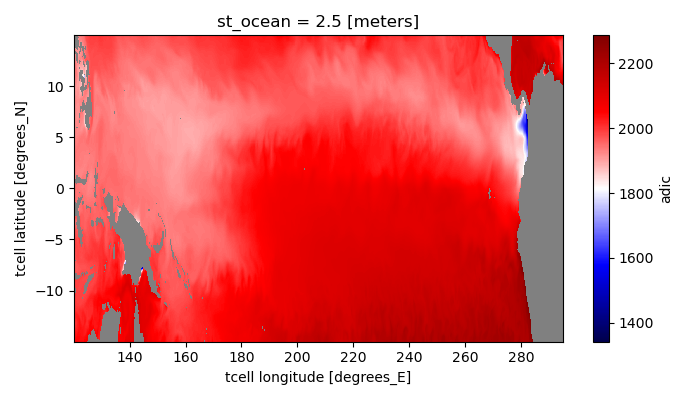 st_ocean = 2.5 [meters]
10
5
0
−5
−10
tcell latitude [degrees_N]
140 160 180 200 220 240 260 280
tcell longitude [degrees_E]
2200
2000
1800
1600
1400
adic